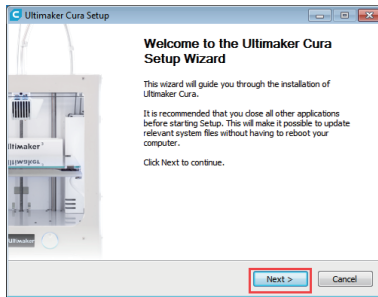 Ultimaker Cura Setup
Welcome to the Ultimaker Cura
Setup Wizard
This wizard will guide you through the installation of
Ultimaker Cura.
It is recommended that you close all other applications
before starting Setup. This will make it possible to update
relevant system files without having to reboot your
computer.
Click Next to continue.
Ultimaker
Ultimaker
Next >
Cancel